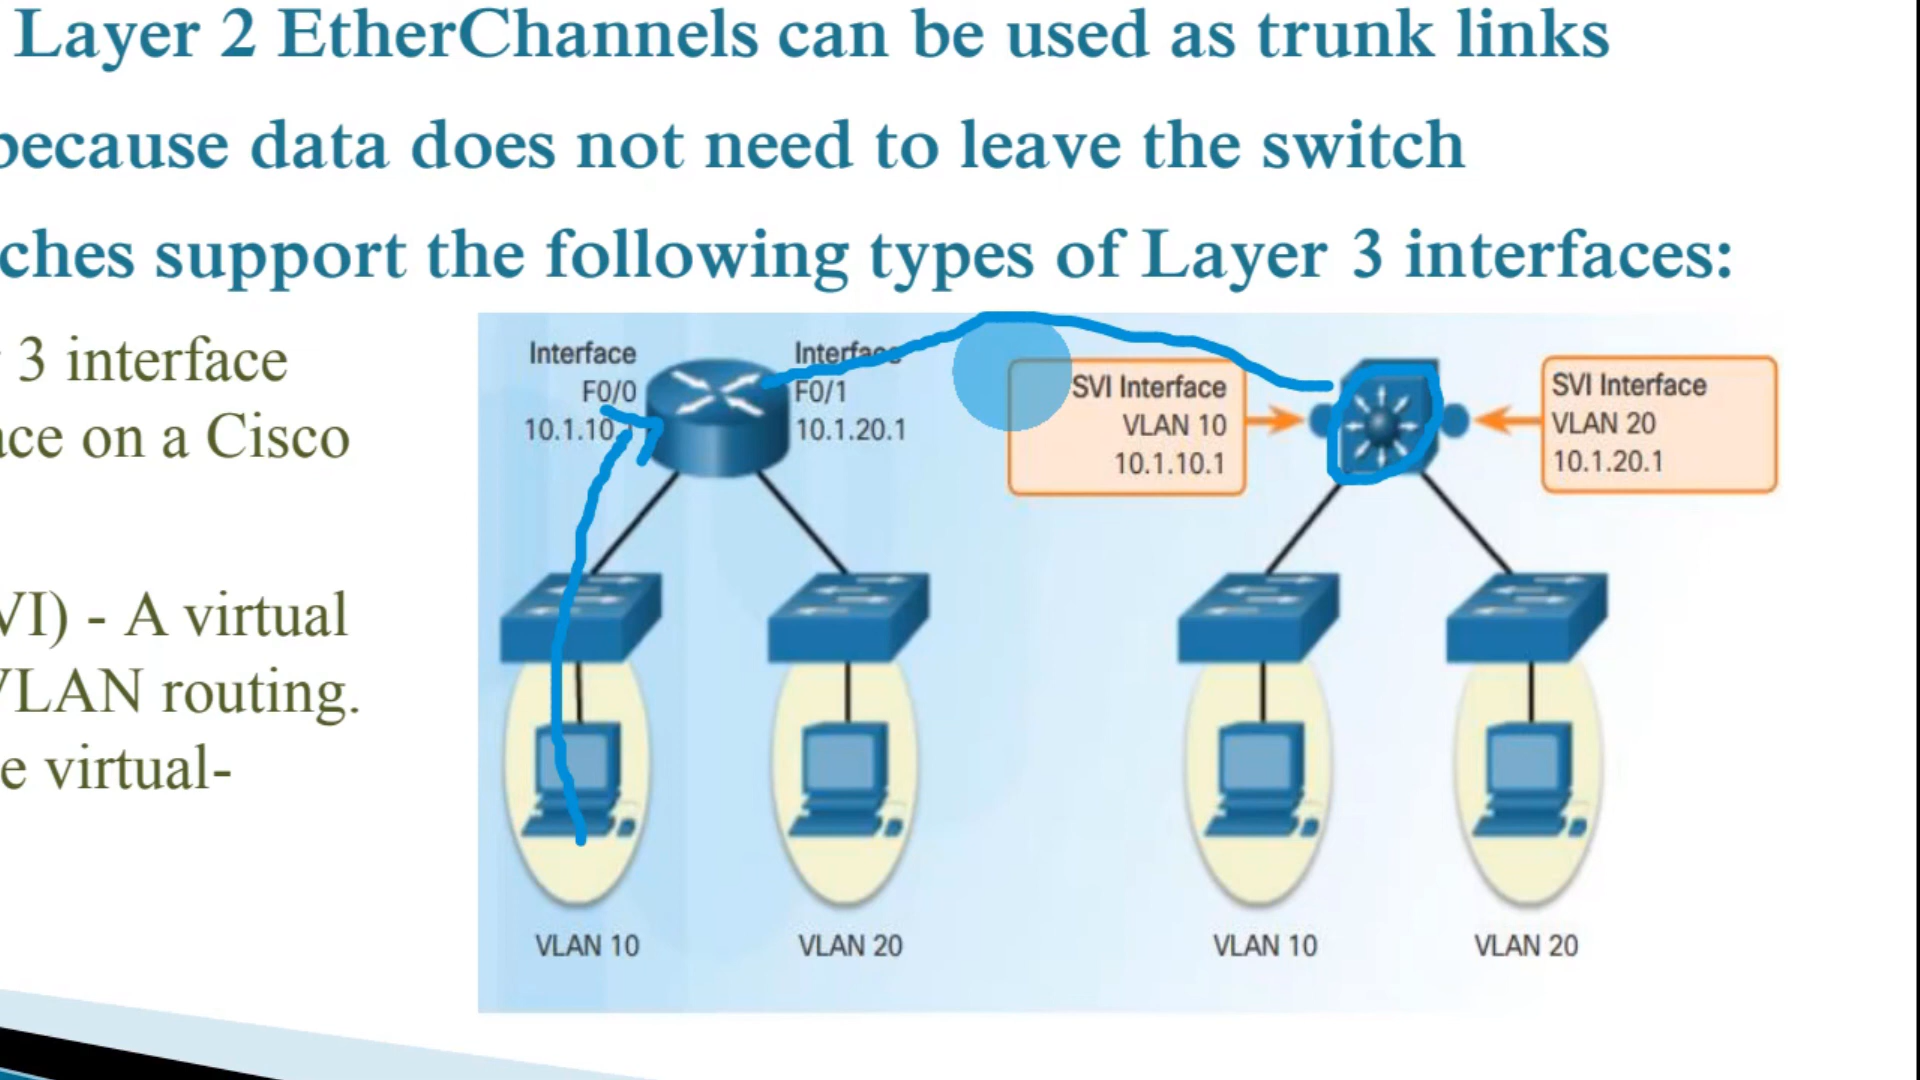 Layer 2 EtherChannels can be used as trunk links
because data does not need to leave the switch
ches support the following types of Layer 3 interfaces:
3 interface
ace on a Cisco
VI) - A virtual
VLAN routing.
e virtual-
Interface
F0/0
10.1.10.
Interface
F0/1
10.1.20.1
SVI Interface
VLAN 10
10.1.10.1
SVI Interface
VLAN 20
10.1.20.1
VLAN 10
VLAN 20
VLAN 10
VLAN 20